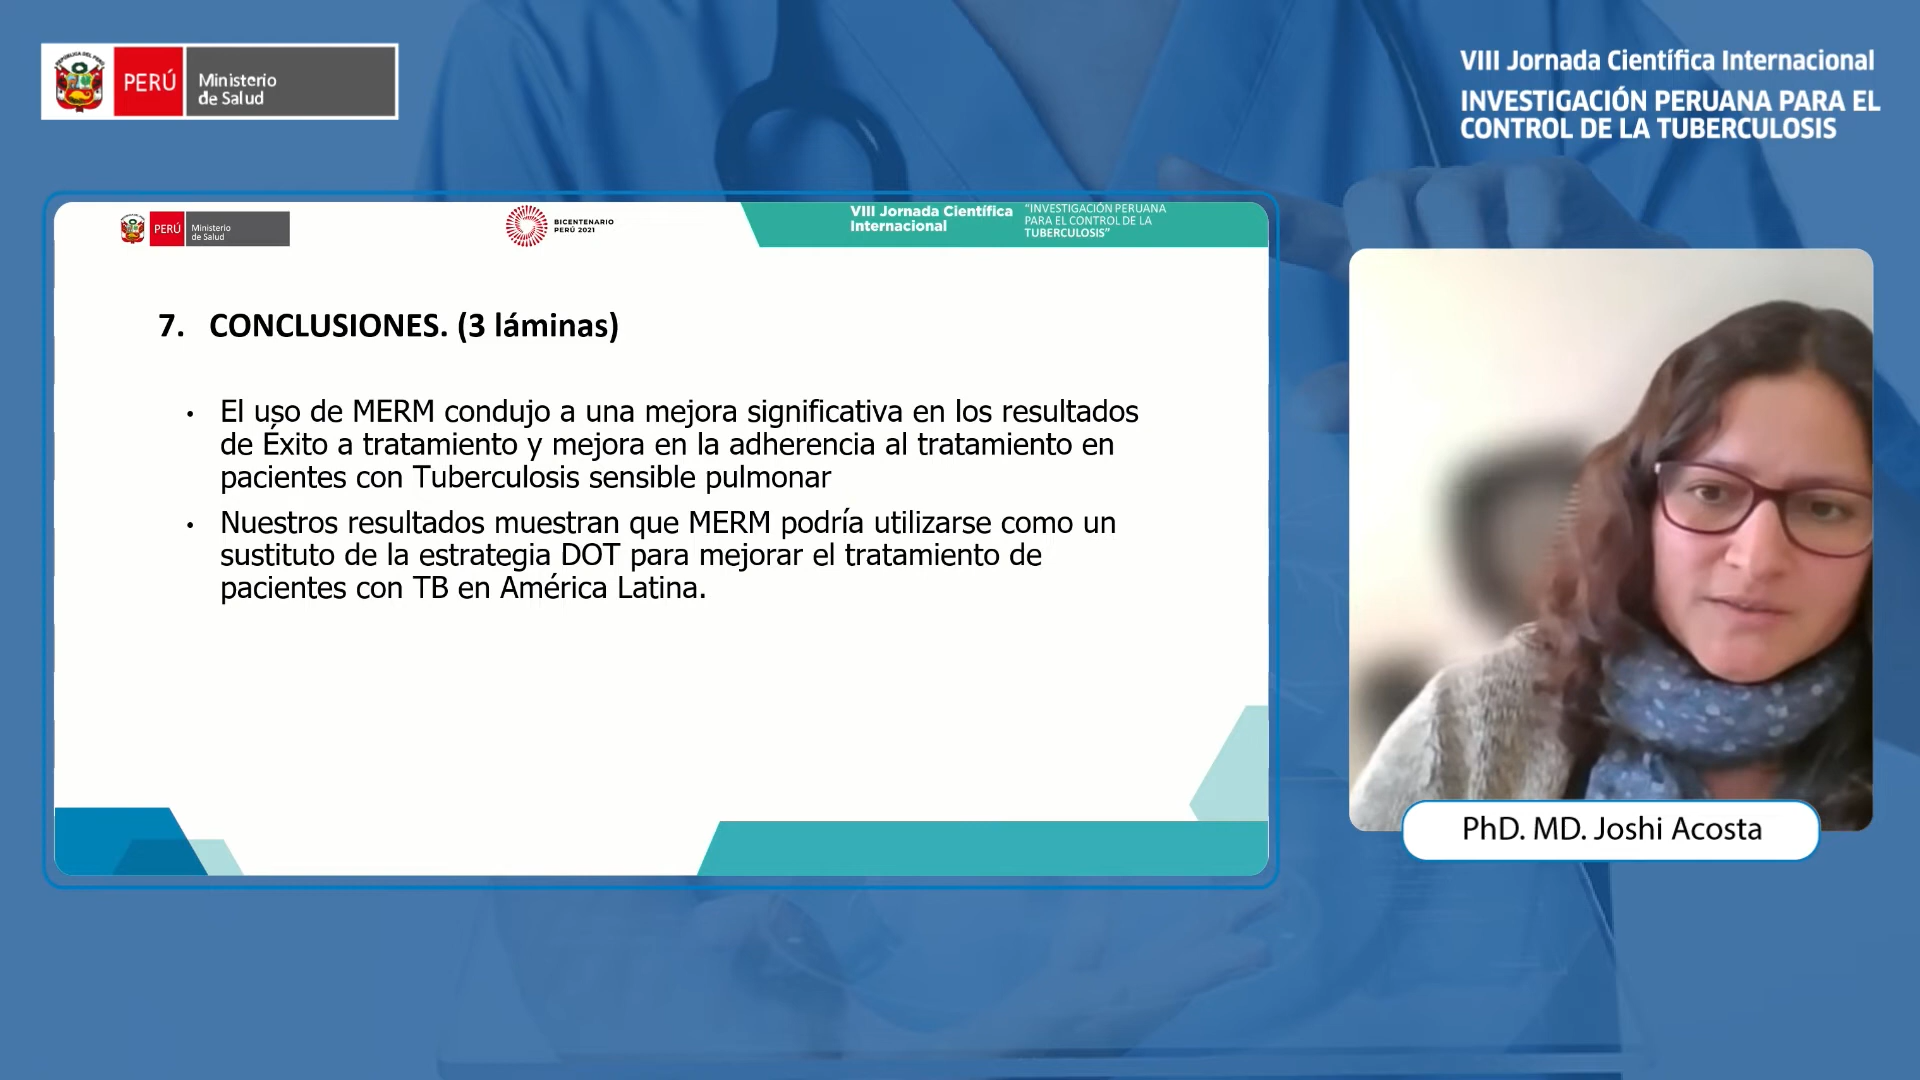 PERÚ
Ministerio
de Salud
VIII Jornada Científica Internacional
INVESTIGACIÓN PERUANA PARA EL
CONTROL DE LA TUBERCULOSIS
PERÚ
Ministerio
de Salud
BICENTENARIO
PERÚ 2021
VIII Jornada Científica
Internacional
"INVESTIGACIÓN PERUANA
PARA EL CONTROL DE LA
TUBERCULOSIS"
7. CONCLUSIONES. (3 láminas)
• El uso de MERM condujo a una mejora significativa en los resultados
de Éxito a tratamiento y mejora en la adherencia al tratamiento en
pacientes con Tuberculosis sensible pulmonar
• Nuestros resultados muestran que MERM podría utilizarse como un
sustituto de la estrategia DOT para mejorar el tratamiento de
pacientes con TB en América Latina.
PhD. MD. Joshi Acosta